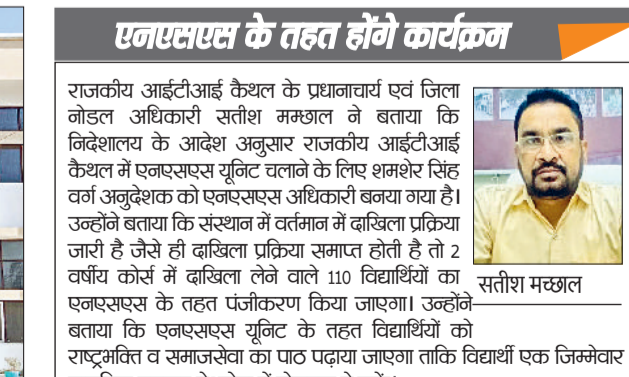 एनएसएस के तहत होंगे कार्यक्रम
राजकीय आईटीआई कैथल के प्रधानाचार्य एवं जिला
नोडल अधिकारी सतीश मच्छाल ने बताया कि
निदेशालय के आदेश अनुसार राजकीय आईटीआई
कैथल में एनएसएस यूनिट चलाने के लिए शमशेर सिंह
वर्ग अनुदेशक को एनएसएस अधिकारी बनया गया है।
उन्होंने बताया कि संस्थान में वर्तमान में दाखिला प्रक्रिया
जारी है जैसे ही दाखिला प्रक्रिया समाप्त होती है तो 2
वर्षीय कोर्स में दाखिला लेने वाले 110 विद्यार्थियों का
एनएसएस के तहत पंजीकरण किया जाएगा। उन्होंने
बताया कि एनएसएस यूनिट के तहत विद्यार्थियों को
राष्ट्रभक्ति व समाजसेवा का पाठ पढ़ाया जाएगा ताकि विद्यार्थी एक जिम्मेवार
सतीश मच्छाल